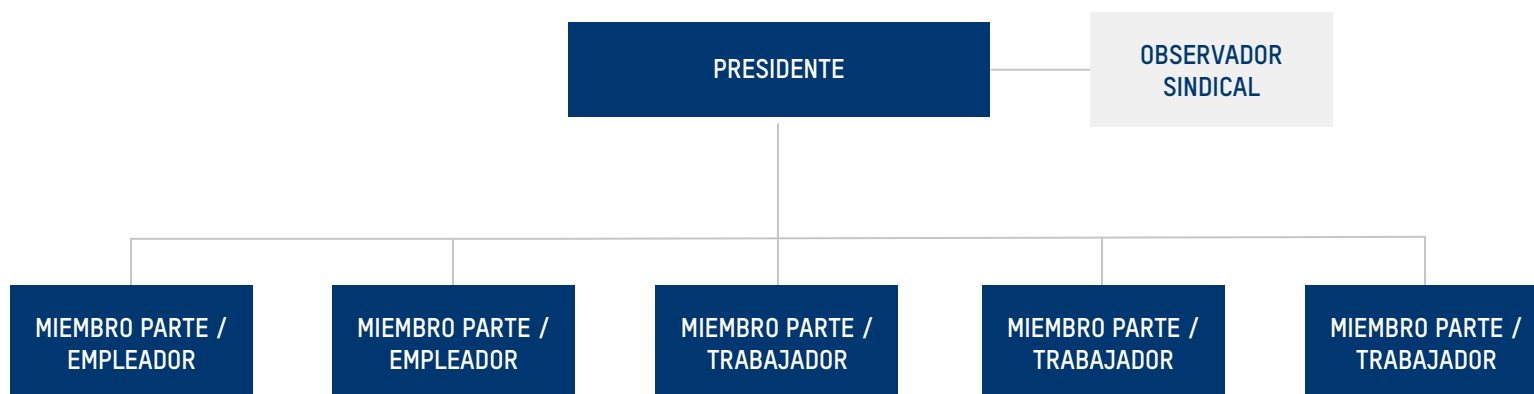 PRESIDENTE
OBSERVADOR
SINDICAL
MIEMBRO PARTE /
EMPLEADOR
MIEMBRO PARTE /
EMPLEADOR
MIEMBRO PARTE /
TRABAJADOR
MIEMBRO PARTE /
TRABAJADOR
MIEMBRO PARTE /
TRABAJADOR